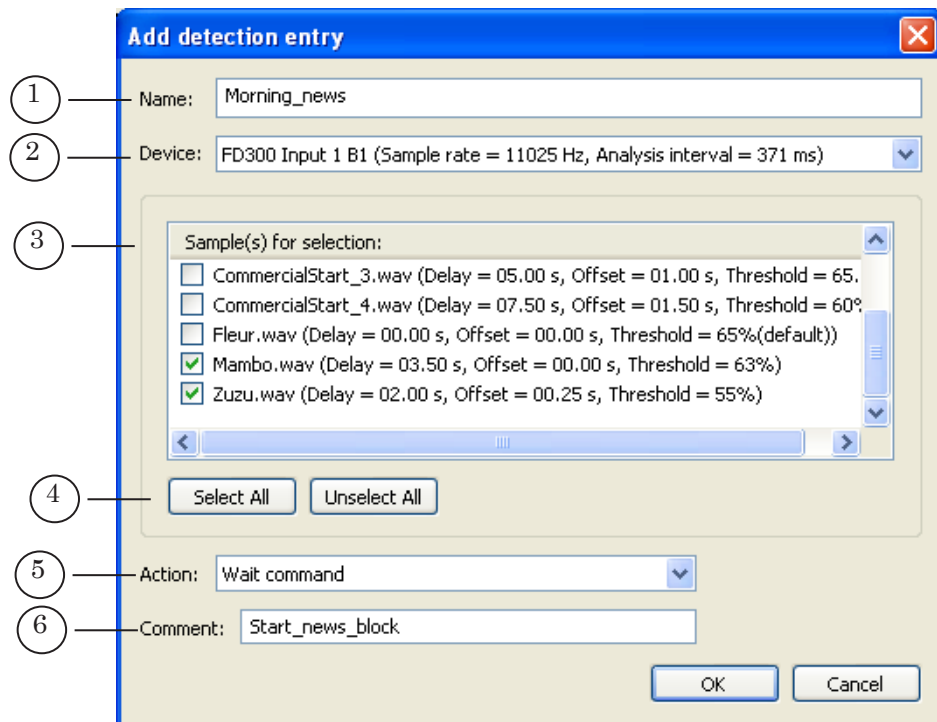 Add detection entry
1 Name: Morning_news
2 Device: FD300 Input 1 B1 (Sample rate = 11025 Hz, Analysis interval = 371 ms)
3 Sample(s) for selection:
CommercialStart_3.wav (Delay = 05.00 s, Offset = 01.00 s, Threshold = 65.
CommercialStart_4.wav (Delay = 07.50 s, Offset = 01.50 s, Threshold = 60%
Fleur.wav (Delay = 00.00 s, Offset = 00.00 s, Threshold = 65%(default))
Mambo.wav (Delay = 03.50 s, Offset = 00.00 s, Threshold = 63%)
Zuzu.wav (Delay = 02.00 s, Offset = 00.25 s, Threshold = 55%)
4 Select All Unselect All
5 Action: Wait command
6 Comment: Start_news_block
OK Cancel